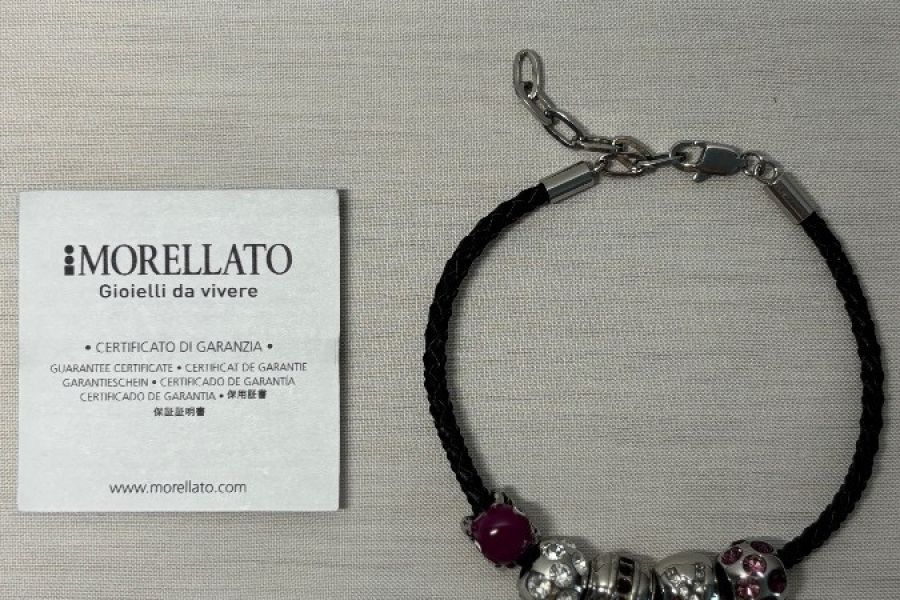 MORELLATO
Gioielli da vivere
• CERTIFICATO DI GARANZIA •
GUARANTEE CERTIFICATE • CERTIFICAT DE GARANTIE
GARANTIESCHEIN • CERTIFICADO DE GARANTÍA
CERTIFICADO DE GARANTIA • 保用証書
保証証明書
www.morellato.com